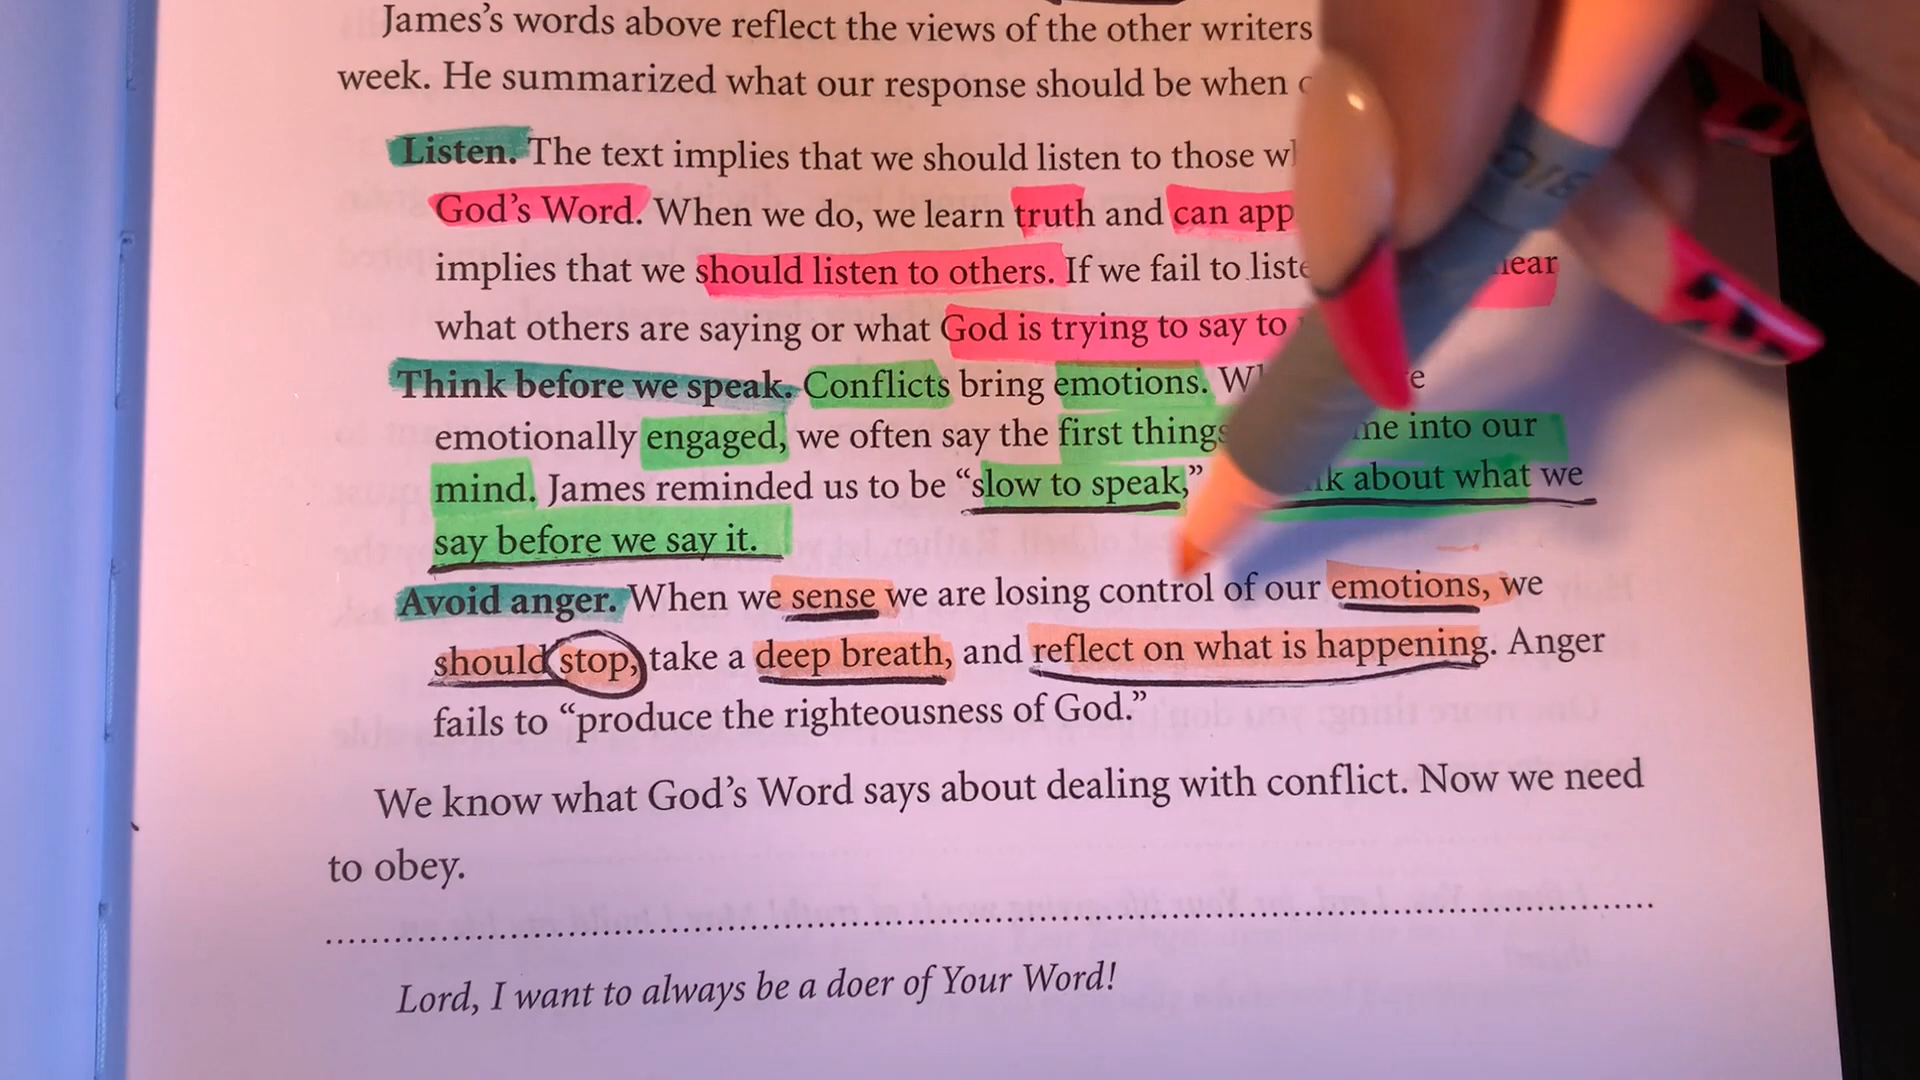 James's words above reflect the views of the other writers
week. He summarized what our response should be when
Listen. The text implies that we should listen to those
God's Word. When we do, we learn truth and can
implies that we should listen to others. If we fail to hear
what others are saying or what God is trying to say to
Think before we speak. Conflicts bring emotions.
emotionally engaged, we often say the first things into our
mind. James reminded us to be “slow to speak,” about what we
say before we say it.
Avoid anger. When we sense we are losing control of our emotions, we
should stop, take a deep breath, and reflect on what is happening. Anger
fails to “produce the righteousness of God.”
We know what God's Word says about dealing with conflict. Now we need
to obey.
Lord, I want to always be a doer of Your Word!